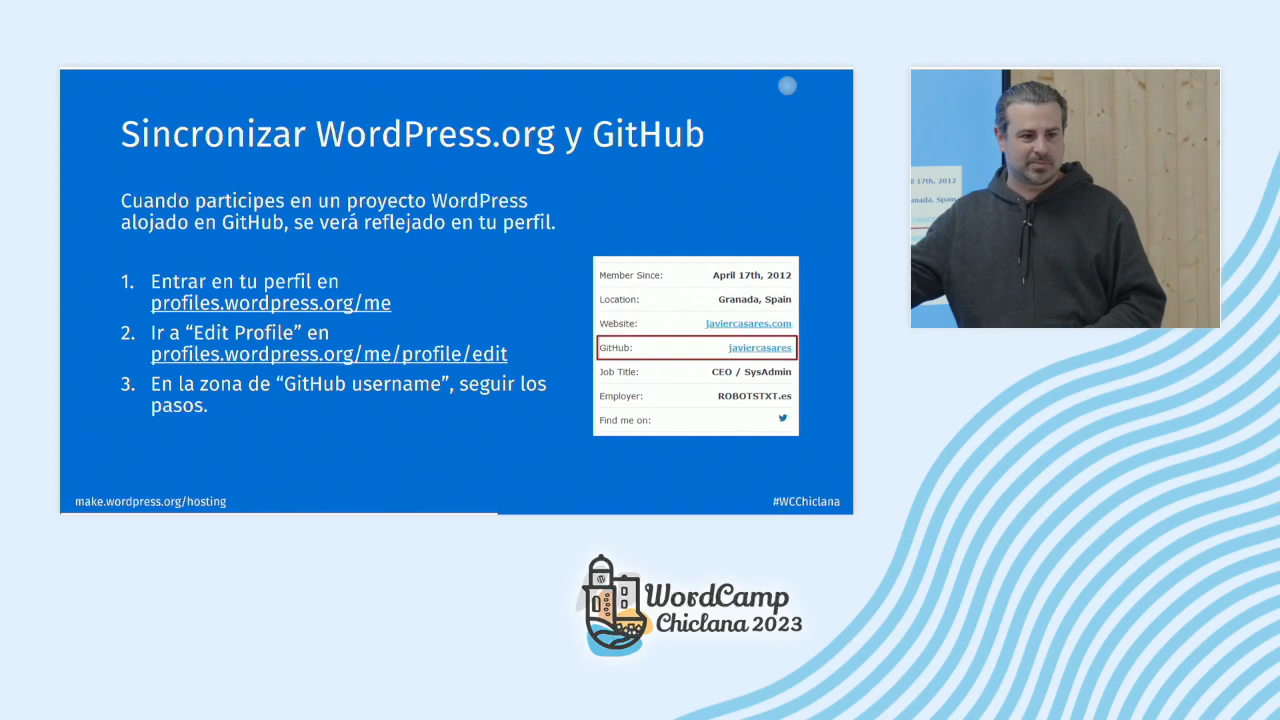 Sincronizar WordPress.org y GitHub
Cuando participes en un proyecto WordPress
alojado en GitHub, se verá reflejado en tu perfil.
1. Entrar en tu perfil en
profiles.wordpress.org/me
2. Ir a “Edit Profile” en
profiles.wordpress.org/me/profile/edit
3. En la zona de “GitHub username”, seguir los
pasos.
Member Since: April 17th, 2012
Location: Granada, Spain
Website: javiercasares.com
GitHub: javiercasares
Job Title: CEO / SysAdmin
Employer: ROBOTSTXT.es
Find me on:
make.wordpress.org/hosting
#WCChiclana
17th, 2012
Spain
WordCamp
Chiclana 2023